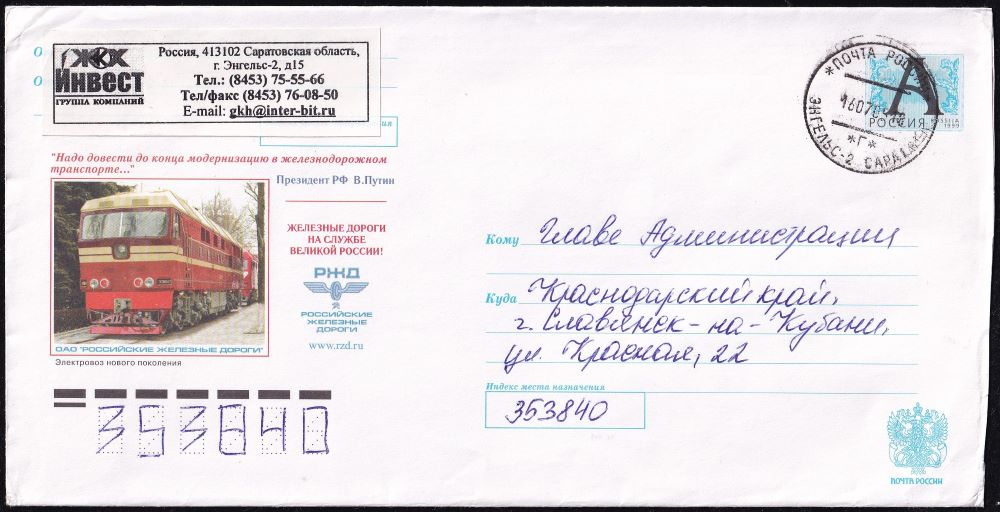 ЖКХ
Инвест
ГРУППА КОМПАНИЙ
Россия, 413102 Саратовская область,
г. Энгельс-2, д15
Тел.: (8453) 75-55-66
Тел/факс (8453) 76-08-50
E-mail: gkh@inter-bit.ru
"Надо довести до конца модернизацию в железнодорожном
транспорте..."
Президент РФ В.Путин
ЖЕЛЕЗНЫЕ ДОРОГИ
НА СЛУЖБЕ
ВЕЛИКОЙ РОССИИ!
РЖД
РОССИЙСКИЕ
ЖЕЛЕЗНЫЕ
ДОРОГИ
www.rzd.ru
ОАО "РОССИЙСКИЕ ЖЕЛЕЗНЫЕ ДОРОГИ"
Электровоз нового поколения
353840
ПОЧТА РОССИИ
ЭНГЕЛЬС-2 САРАТ.
*Г*
А
РОССИЯ
ROSSIJA
1999
Кому Главе Администрации
Куда Краснодарский край,
г. Славянск-на-Кубани,
ул. Красная, 22
Индекс места назначения
353840
ПОЧТА РОССИИ